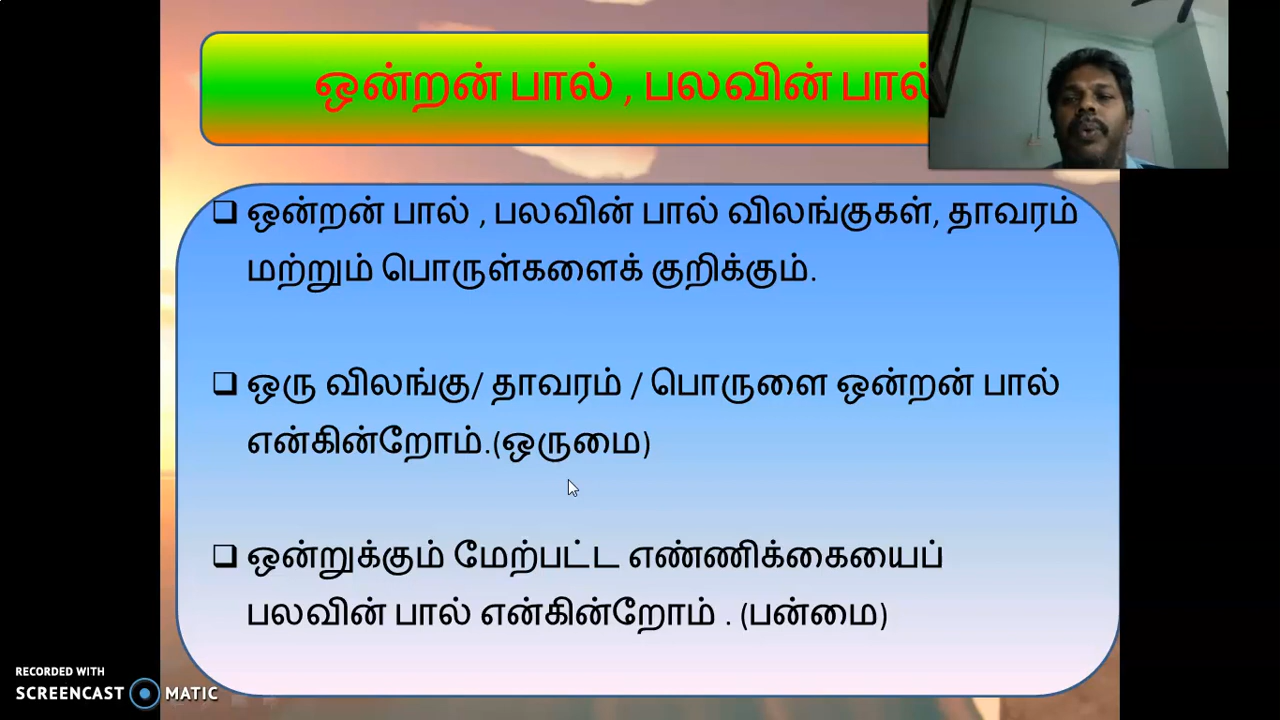 ஒன்றன் பால் , பலவின் பால்
❑ ஒன்றன் பால் , பலவின் பால் விலங்குகள், தாவரம்
மற்றும் பொருள்களைக் குறிக்கும்.
❑ ஒரு விலங்கு/ தாவரம் / பொருளை ஒன்றன் பால்
என்கின்றோம்.(ஒருமை)
❑ ஒன்றுக்கும் மேற்பட்ட எண்ணிக்கையைப்
பலவின் பால் என்கின்றோம் . (பன்மை)
RECORDED WITH
SCREENCAST MATIC